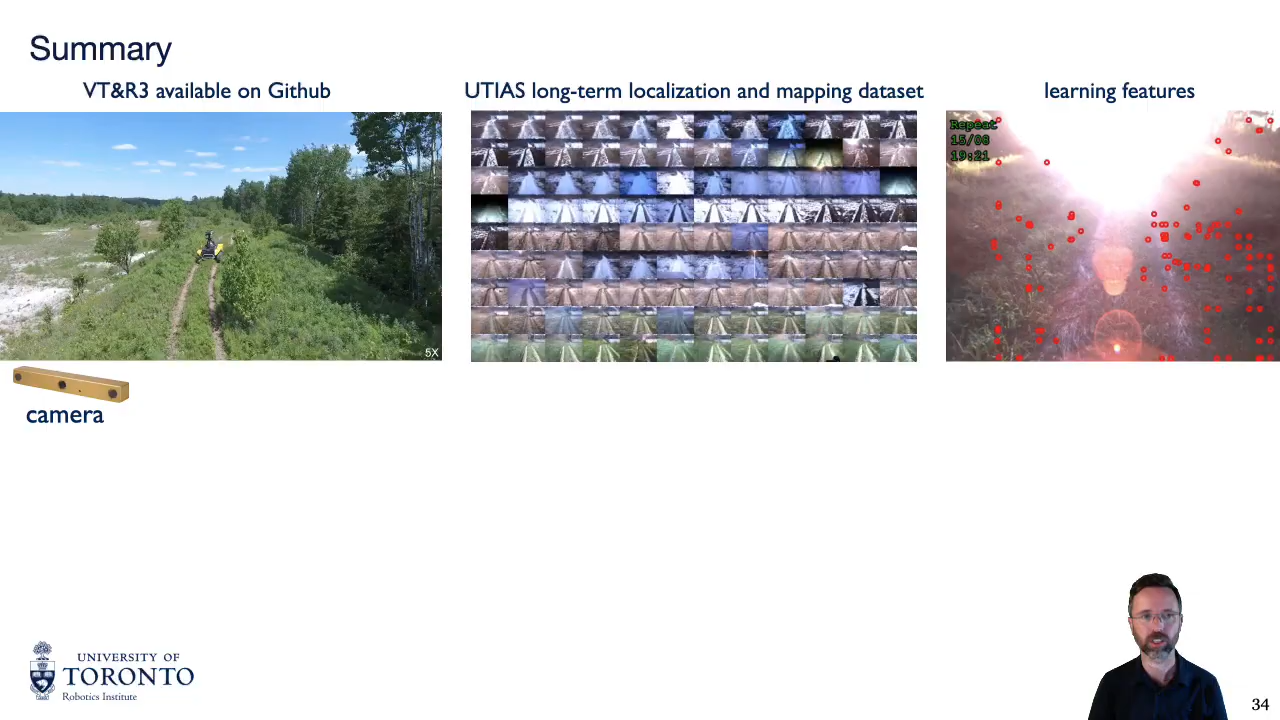 Summary
VT&R3 available on Github
UTIAS long-term localization and mapping dataset
learning features
Repeat
15/08
19:21
5X
camera
UNIVERSITY OF
TORONTO
Robotics Institute
34